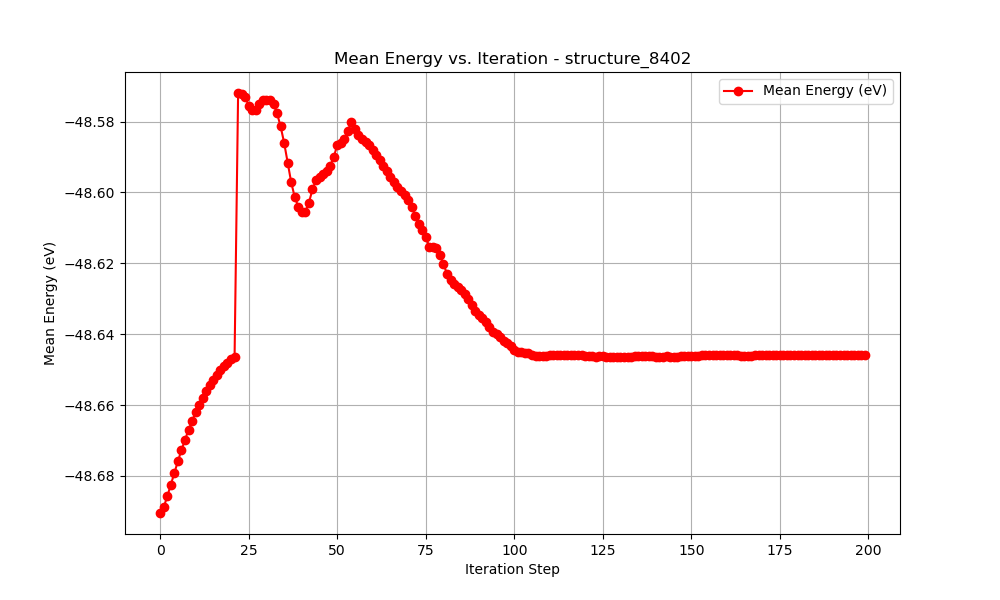 Mean Energy vs. Iteration - structure_8402
Mean Energy (eV)
Mean Energy (eV)
−48.58
−48.60
−48.62
−48.64
−48.66
−48.68
0 25 50 75 100 125 150 175 200
Iteration Step